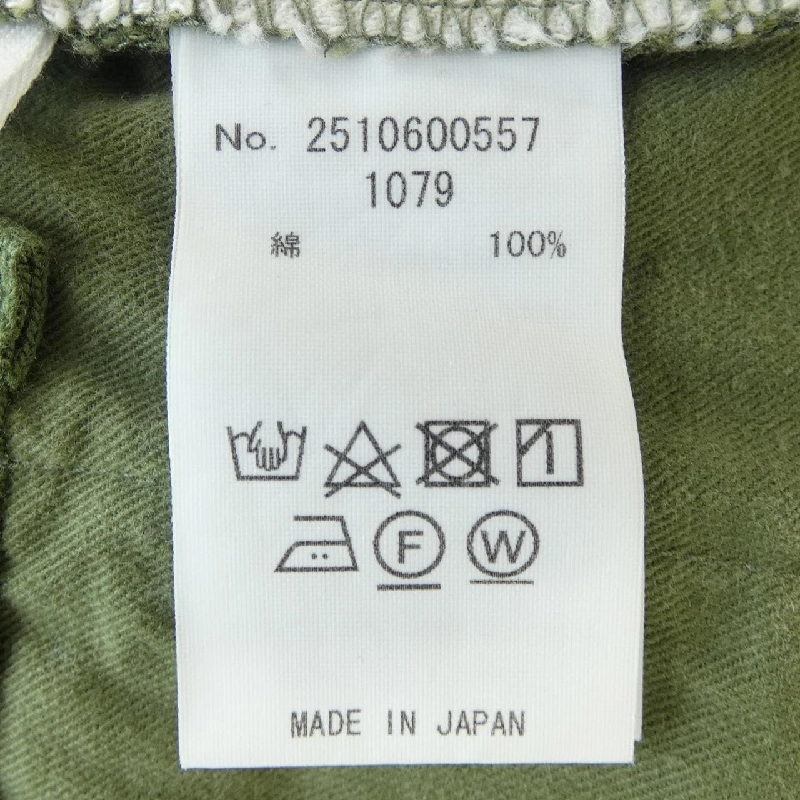 No. 2510600557
1079
綿 100%
F W
MADE IN JAPAN